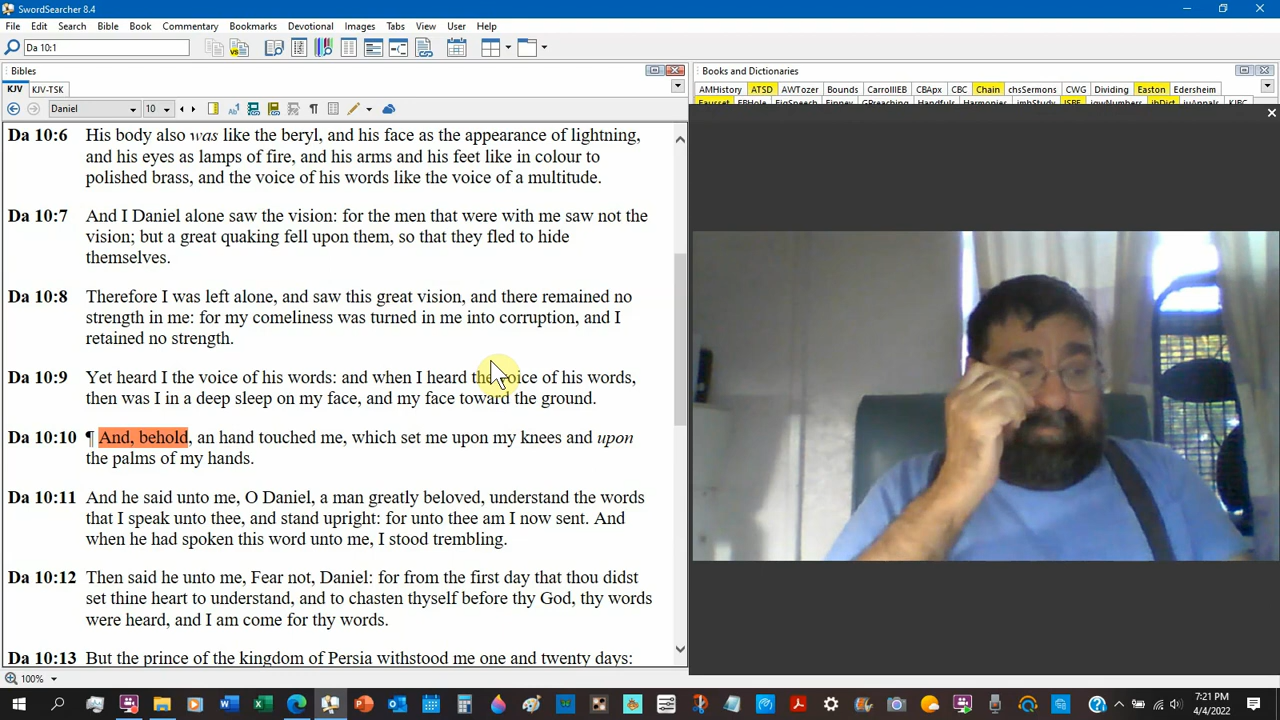 SwordSearcher 8.4
File Edit Search Bible Book Commentary Bookmarks Devotional Images Tabs View User Help
Da 10:1
Bibles
Books and Dictionaries
KJV KJV-TSK
AMHistory ATSD AWTozer Bounds CarrollIEB CBApx CBC Chain chsSermons CWG Dividing Easton Edersheim
Daniel 10
Da 10:6 His body also was like the beryl, and his face as the appearance of lightning,
and his eyes as lamps of fire, and his arms and his feet like in colour to
polished brass, and the voice of his words like the voice of a multitude.
Da 10:7 And I Daniel alone saw the vision: for the men that were with me saw not the
vision; but a great quaking fell upon them, so that they fled to hide
themselves.
Da 10:8 Therefore I was left alone, and saw this great vision, and there remained no
strength in me: for my comeliness was turned in me into corruption, and I
retained no strength.
Da 10:9 Yet heard I the voice of his words: and when I heard the voice of his words,
then was I in a deep sleep on my face, and my face toward the ground.
Da 10:10 ¶ And, behold, an hand touched me, which set me upon my knees and upon
the palms of my hands.
Da 10:11 And he said unto me, O Daniel, a man greatly beloved, understand the words
that I speak unto thee, and stand upright: for unto thee am I now sent. And
when he had spoken this word unto me, I stood trembling.
Da 10:12 Then said he unto me, Fear not, Daniel: for from the first day that thou didst
set thine heart to understand, and to chasten thyself before thy God, thy words
were heard, and I am come for thy words.
Da 10:13 But the prince of the kingdom of Persia withstood me one and twenty days:
100%
7:21 PM
4/4/2022